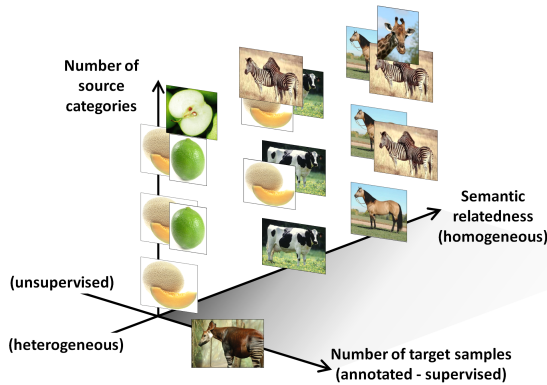 Number of
source
categories
Semantic
relatedness
(homogeneous)
(unsupervised)
(heterogeneous)
Number of target samples
(annotated - supervised)